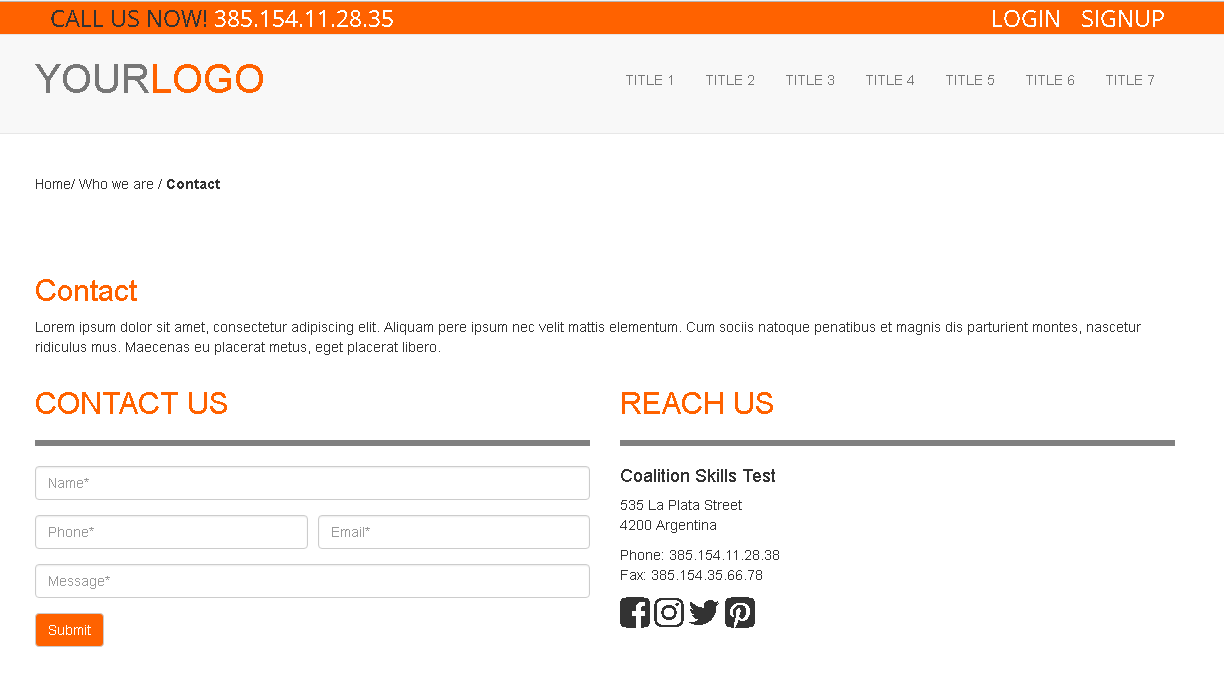 CALL US NOW! 385.154.11.28.35 LOGIN SIGNUP
YOURLOGO TITLE 1 TITLE 2 TITLE 3 TITLE 4 TITLE 5 TITLE 6 TITLE 7
Home/ Who we are / Contact
Contact
Lorem ipsum dolor sit amet, consectetur adipiscing elit. Aliquam pere ipsum nec velit mattis elementum. Cum sociis natoque penatibus et magnis dis parturient montes, nascetur
ridiculus mus. Maecenas eu placerat metus, eget placerat libero.
CONTACT US
Name*
Phone* Email*
Message*
Submit
REACH US
Coalition Skills Test
535 La Plata Street
4200 Argentina
Phone: 385.154.11.28.38
Fax: 385.154.35.66.78